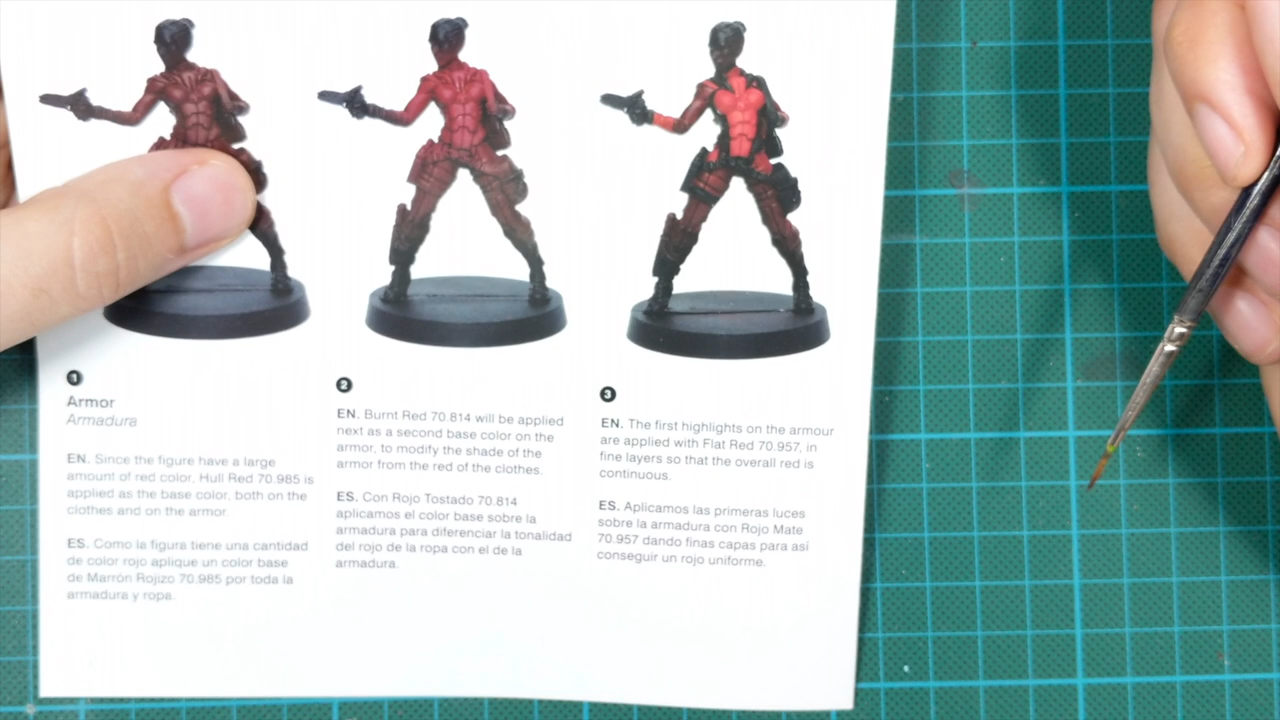 1
Armor
Armadura
EN. Since the figure have a large
amount of red color, Hull Red 70.985 is
applied as the base color, both on the
clothes and on the armor.
ES. Como la figura tiene una cantidad
de color rojo aplique un color base
de Marrón Rojizo 70.985 por toda la
armadura y ropa.
2
EN. Burnt Red 70.814 will be applied
next as a second base color on the
armor, to modify the shade of the
armor from the red of the clothes.
ES. Con Rojo Tostado 70.814
aplicamos el color base sobre la
armadura para diferenciar la tonalidad
del rojo de la ropa con el de la
armadura.
3
EN. The first highlights on the armour
are applied with Flat Red 70.957, in
fine layers so that the overall red is
continuous.
ES. Aplicamos las primeras luces
sobre la armadura con Rojo Mate
70.957 dando finas capas para así
conseguir un rojo uniforme.